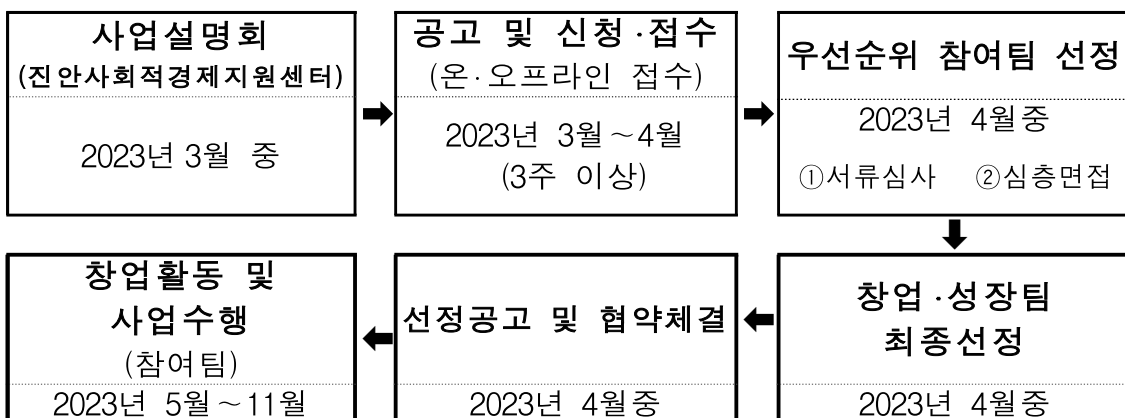 사업설명회
(진안사회적경제지원센터)
2023년 3월 중
공고 및 신청·접수
(온·오프라인 접수)
2023년 3월~4월
(3주 이상)
우선순위 참여팀 선정
2023년 4월중
①서류심사 ②심층면접
창업·성장팀
최종선정
2023년 4월중
선정공고 및 협약체결
2023년 4월중
창업활동 및
사업수행
(참여팀)
2023년 5월~11월